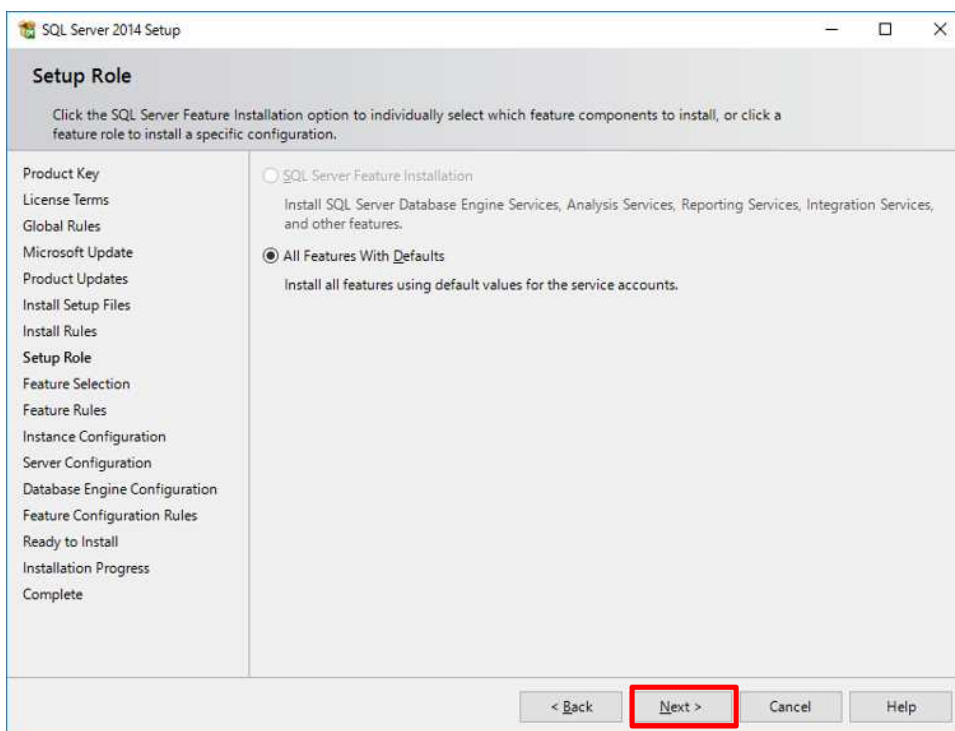 SQL Server 2014 Setup
Setup Role
Click the SQL Server Feature Installation option to individually select which feature components to install, or click a
feature role to install a specific configuration.
Product Key
License Terms
Global Rules
Microsoft Update
Product Updates
Install Setup Files
Install Rules
Setup Role
Feature Selection
Feature Rules
Instance Configuration
Server Configuration
Database Engine Configuration
Feature Configuration Rules
Ready to Install
Installation Progress
Complete
SQL Server Feature Installation
Install SQL Server Database Engine Services, Analysis Services, Reporting Services, Integration Services,
and other features.
All Features With Defaults
Install all features using default values for the service accounts.
< Back
Next >
Cancel
Help